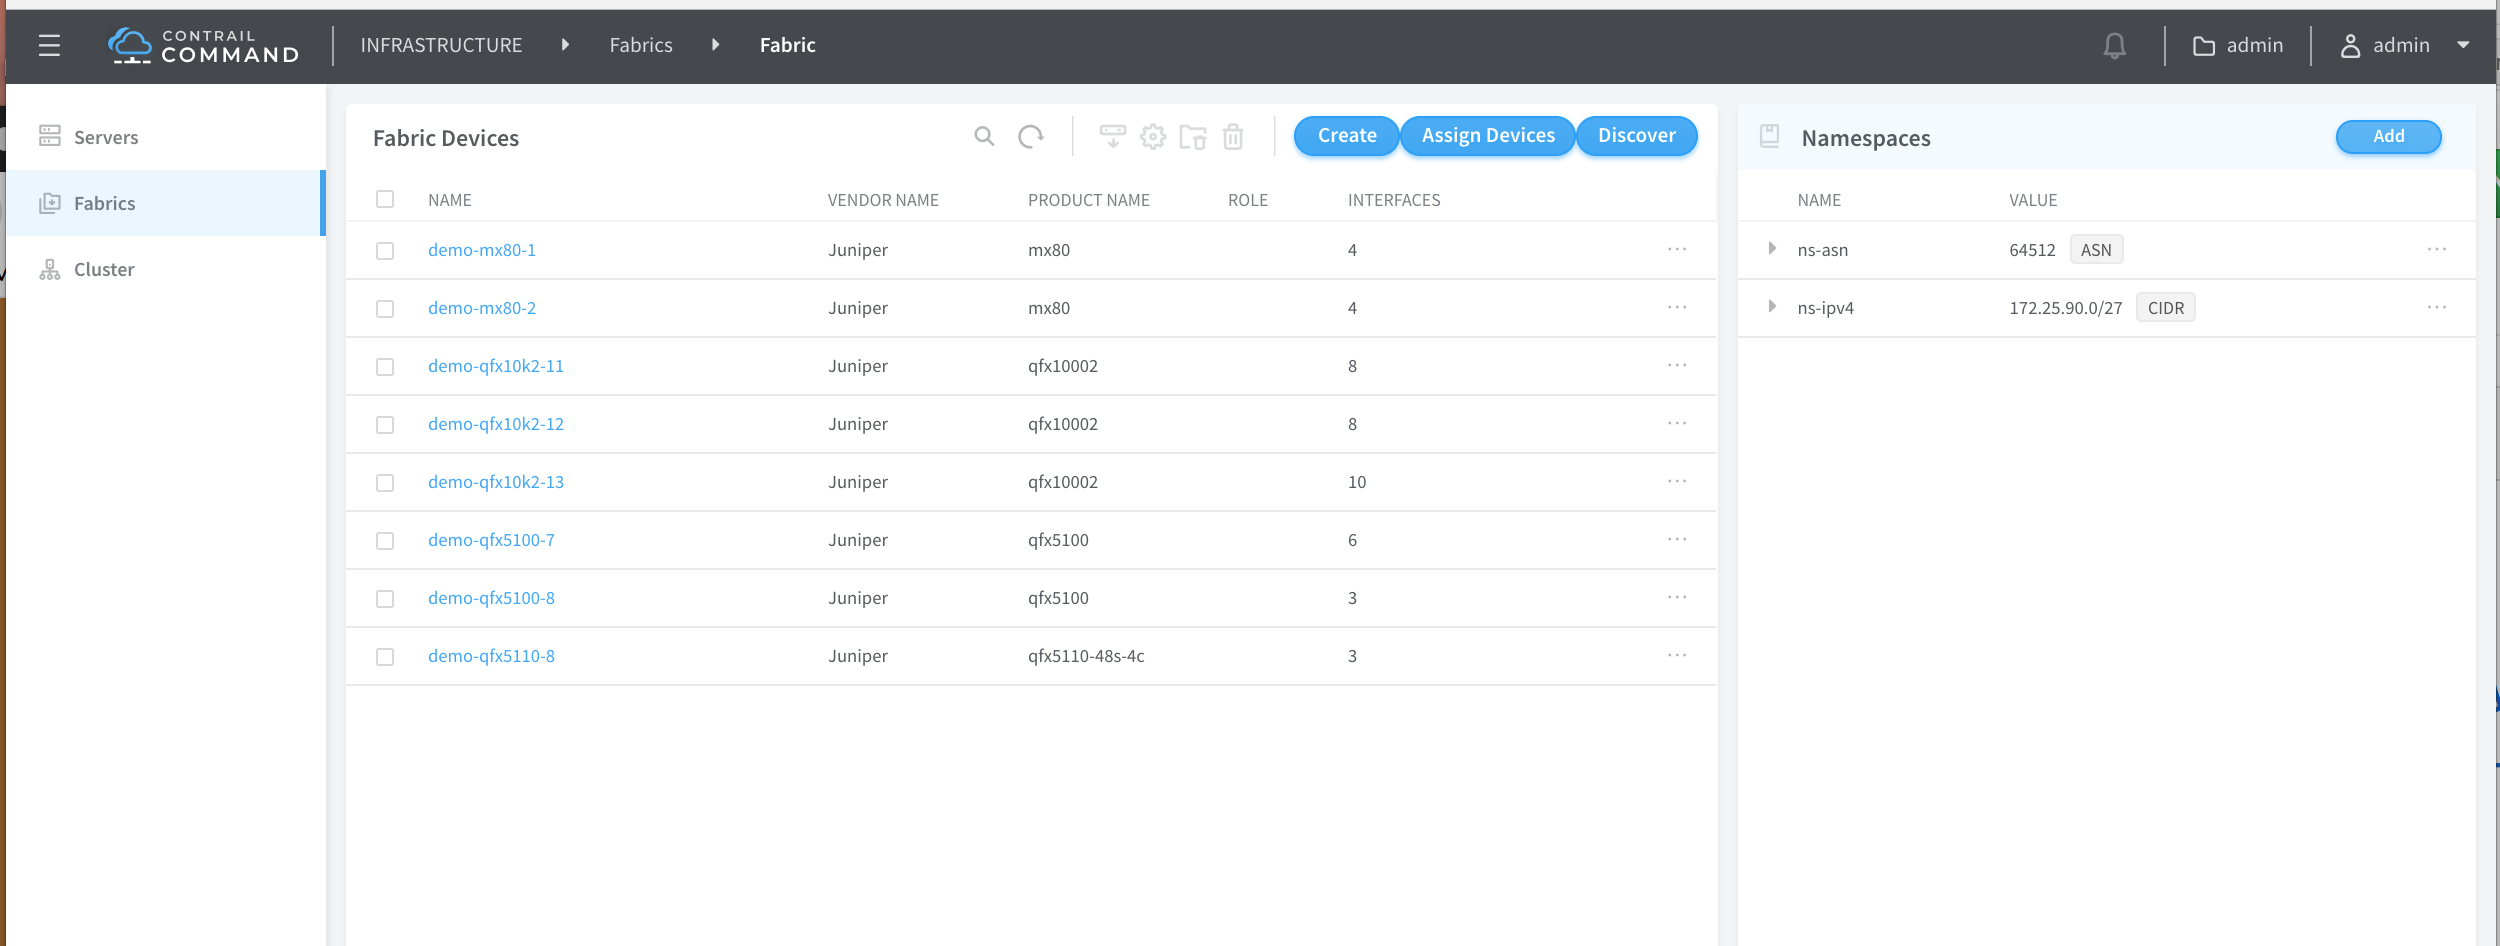 CONTRAIL
COMMAND
INFRASTRUCTURE Fabrics Fabric
admin admin
Servers
Fabrics
Cluster
Fabric Devices
Create Assign Devices Discover
NAME VENDOR NAME PRODUCT NAME ROLE INTERFACES
demo-mx80-1 Juniper mx80 4 ...
demo-mx80-2 Juniper mx80 4 ...
demo-qfx10k2-11 Juniper qfx10002 8 ...
demo-qfx10k2-12 Juniper qfx10002 8 ...
demo-qfx10k2-13 Juniper qfx10002 10 ...
demo-qfx5100-7 Juniper qfx5100 6 ...
demo-qfx5100-8 Juniper qfx5100 3 ...
demo-qfx5110-8 Juniper qfx5110-48s-4c 3 ...
Namespaces
Add
NAME VALUE
ns-asn 64512 ASN ...
ns-ipv4 172.25.90.0/27 CIDR ...